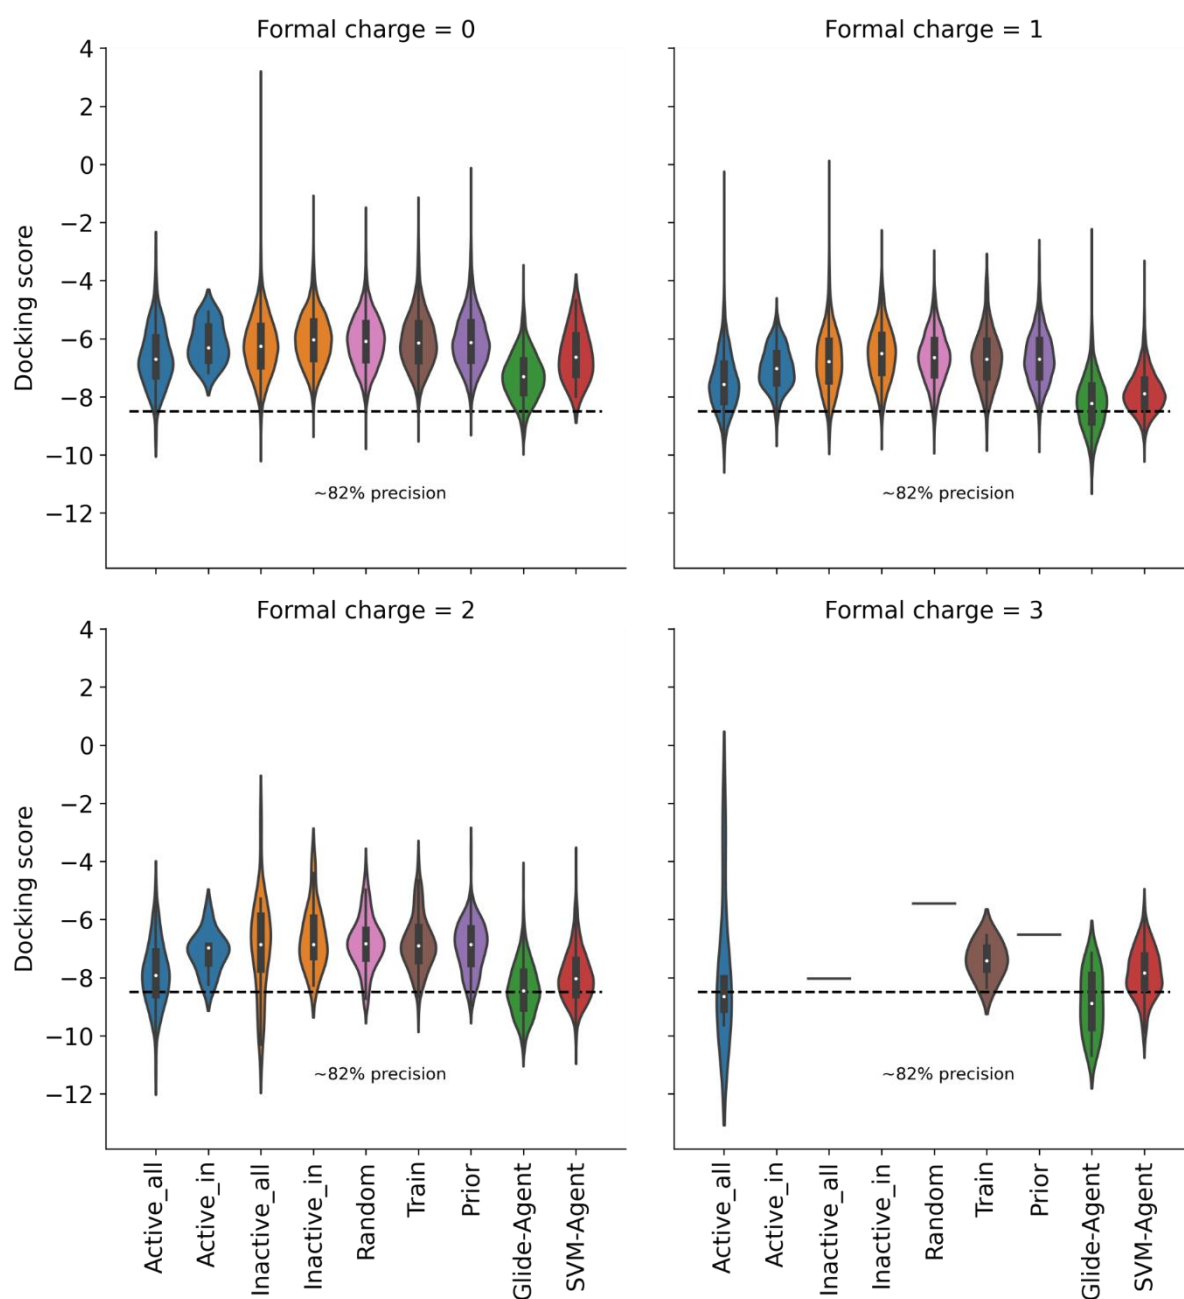 Formal charge = 0
4
2
0
−2
−4
−6
−8
−10
−12
Docking score
~82% precision
Formal charge = 1
~82% precision
Formal charge = 2
4
2
0
−2
−4
−6
−8
−10
−12
Docking score
~82% precision
Active_all
Active_in
Inactive_all
Inactive_in
Random
Train
Prior
Glide-Agent
SVM-Agent
Formal charge = 3
~82% precision
Active_all
Active_in
Inactive_all
Inactive_in
Random
Train
Prior
Glide-Agent
SVM-Agent